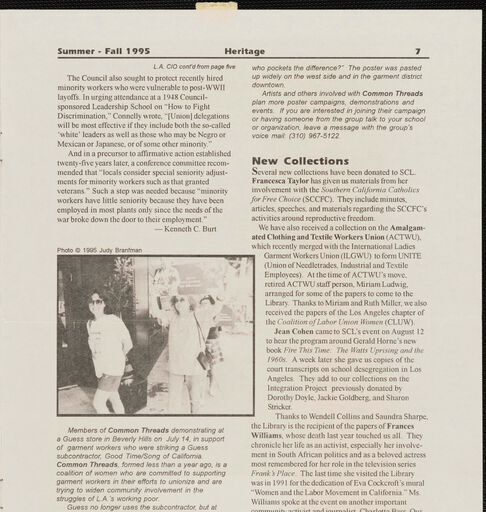 Summer - Fall 1995
Heritage
7
L.A. CIO cont'd from page five
The Council also sought to protect recently hired
minority workers who were vulnerable to post-WWII
layoffs. In urging attendance at a 1948 Council-
sponsored Leadership School on "How to Fight
Discrimination," Connelly wrote, "[Union] delegations
will be most effective if they include both the so-called
'white' leaders as well as those who may be Negro or
Mexican or Japanese, or of some other minority."
And in a precursor to affirmative action established
twenty-five years later, a conference committee recom-
mended that "locals consider special seniority adjust-
ments for minority workers such as that granted
veterans." Such a step was needed because "minority
workers have little seniority because they have been
employed in most plants only since the needs of the
war broke down the door to their employment."
— Kenneth C. Burt
Photo © 1995 Judy Branfman
Members of Common Threads demonstrating at
a Guess store in Beverly Hills on July 14, in support
of garment workers who were striking a Guess
subcontractor, Good Time/Song of California.
Common Threads, formed less than a year ago, is a
coalition of women who are committed to supporting
garment workers in their efforts to unionize and are
trying to widen community involvement in the
struggles of L.A.'s working poor.
Guess no longer uses the subcontractor, but at
who pockets the difference?" The poster was pasted
up widely on the west side and in the garment district
downtown.
Artists and others involved with Common Threads
plan more poster campaigns, demonstrations and
events. If you are interested in joining their campaign
or having someone from the group talk to your school
or organization, leave a message with the group's
voice mail: (310) 967-5122.
New Collections
Several new collections have been donated to SCL.
Francesca Taylor has given us materials from her
involvement with the Southern California Catholics
for Free Choice (SCCFC). They include minutes,
articles, speeches, and materials regarding the SCCFC's
activities around reproductive freedom.
We have also received a collection on the Amalgam-
ated Clothing and Textile Workers Union (ACTWU),
which recently merged with the International Ladies
Garment Workers Union (ILGWU) to form UNITE
(Union of Needletrades, Industrial and Textile
Employees). At the time of ACTWU's move,
retired ACTWU staff person, Miriam Ludwig,
arranged for some of the papers to come to the
Library. Thanks to Miriam and Ruth Miller, we also
received the papers of the Los Angeles chapter of
the Coalition of Labor Union Women (CLUW).
Jean Cohen came to SCL's event on August 12
to hear the program around Gerald Horne's new
book Fire This Time: The Watts Uprising and the
1960s. A week later she gave us copies of the
court transcripts on school desegregation in Los
Angeles. They add to our collections on the
Integration Project previously donated by
Dorothy Doyle, Jackie Goldberg, and Sharon
Stricker.
Thanks to Wendell Collins and Saundra Sharpe,
the Library is the recipient of the papers of Frances
Williams, whose death last year touched us all. They
chronicle her life as an activist, especially her involve-
ment in South African politics and as a beloved actress
most remembered for her role in the television series
Frank's Place. The last time she visited the Library
was in 1991 for the dedication of Eva Cockcroft's mural
"Women and the Labor Movement in California." Ms.
Williams spoke at the event on another important
community activist and journalist, Charlotta Bass. Our